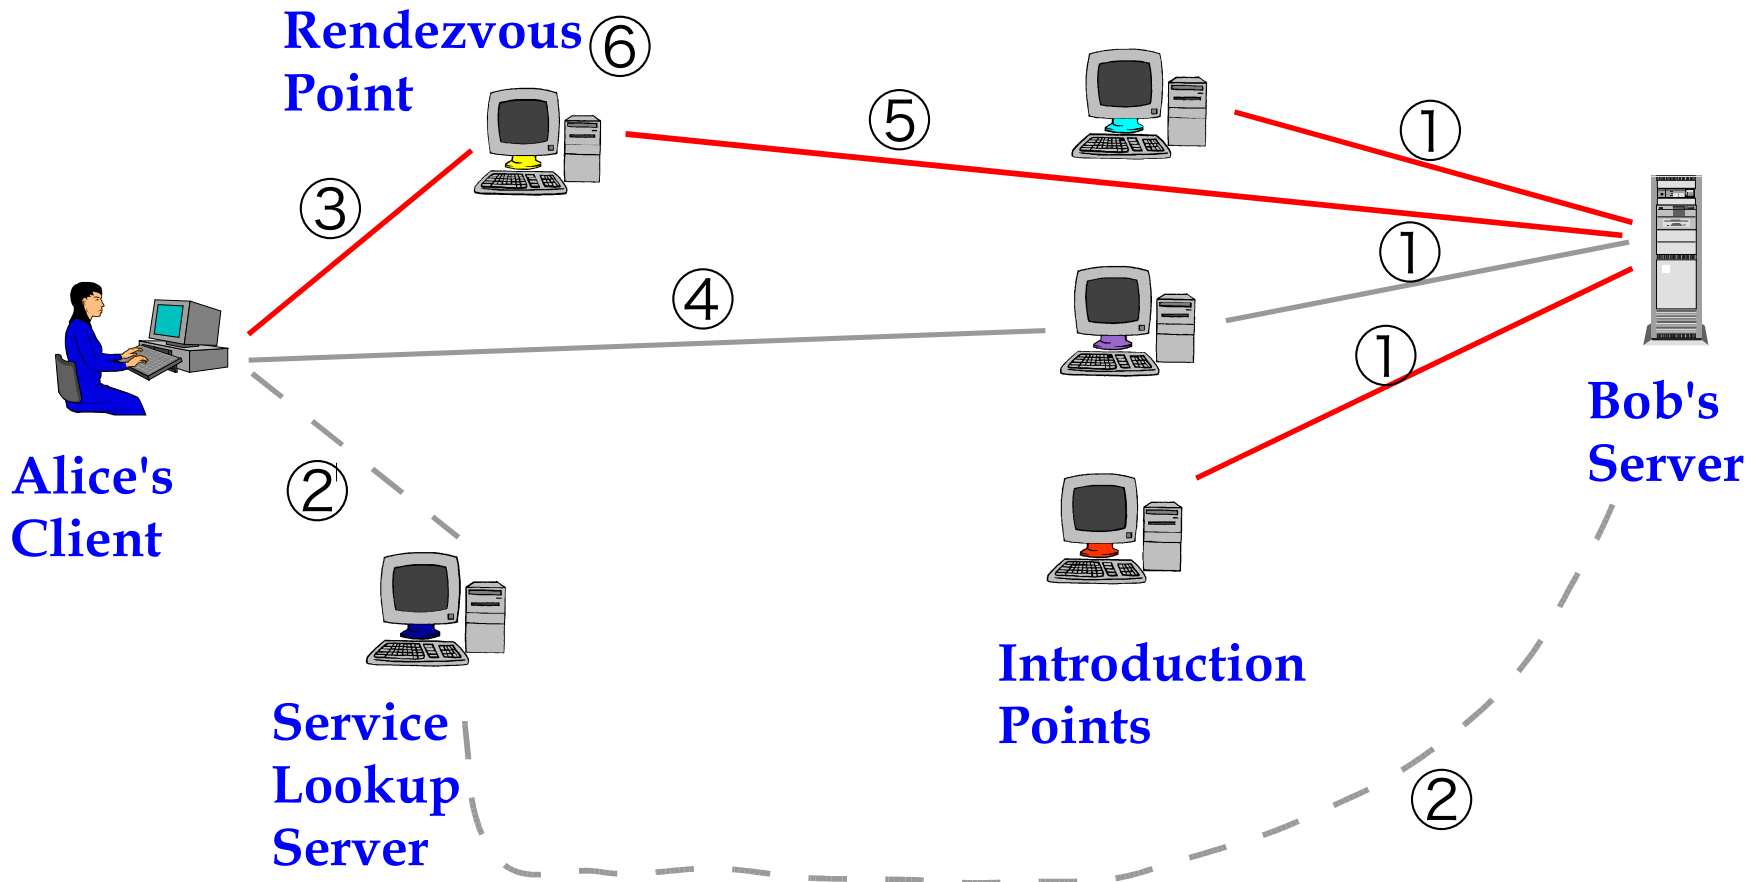 Rendezvous ⑥
Point
⑤
①
③
①
④
①
Bob's
Server
Alice's
Client
②'
Introduction
Points
Service
Lookup
Server
②